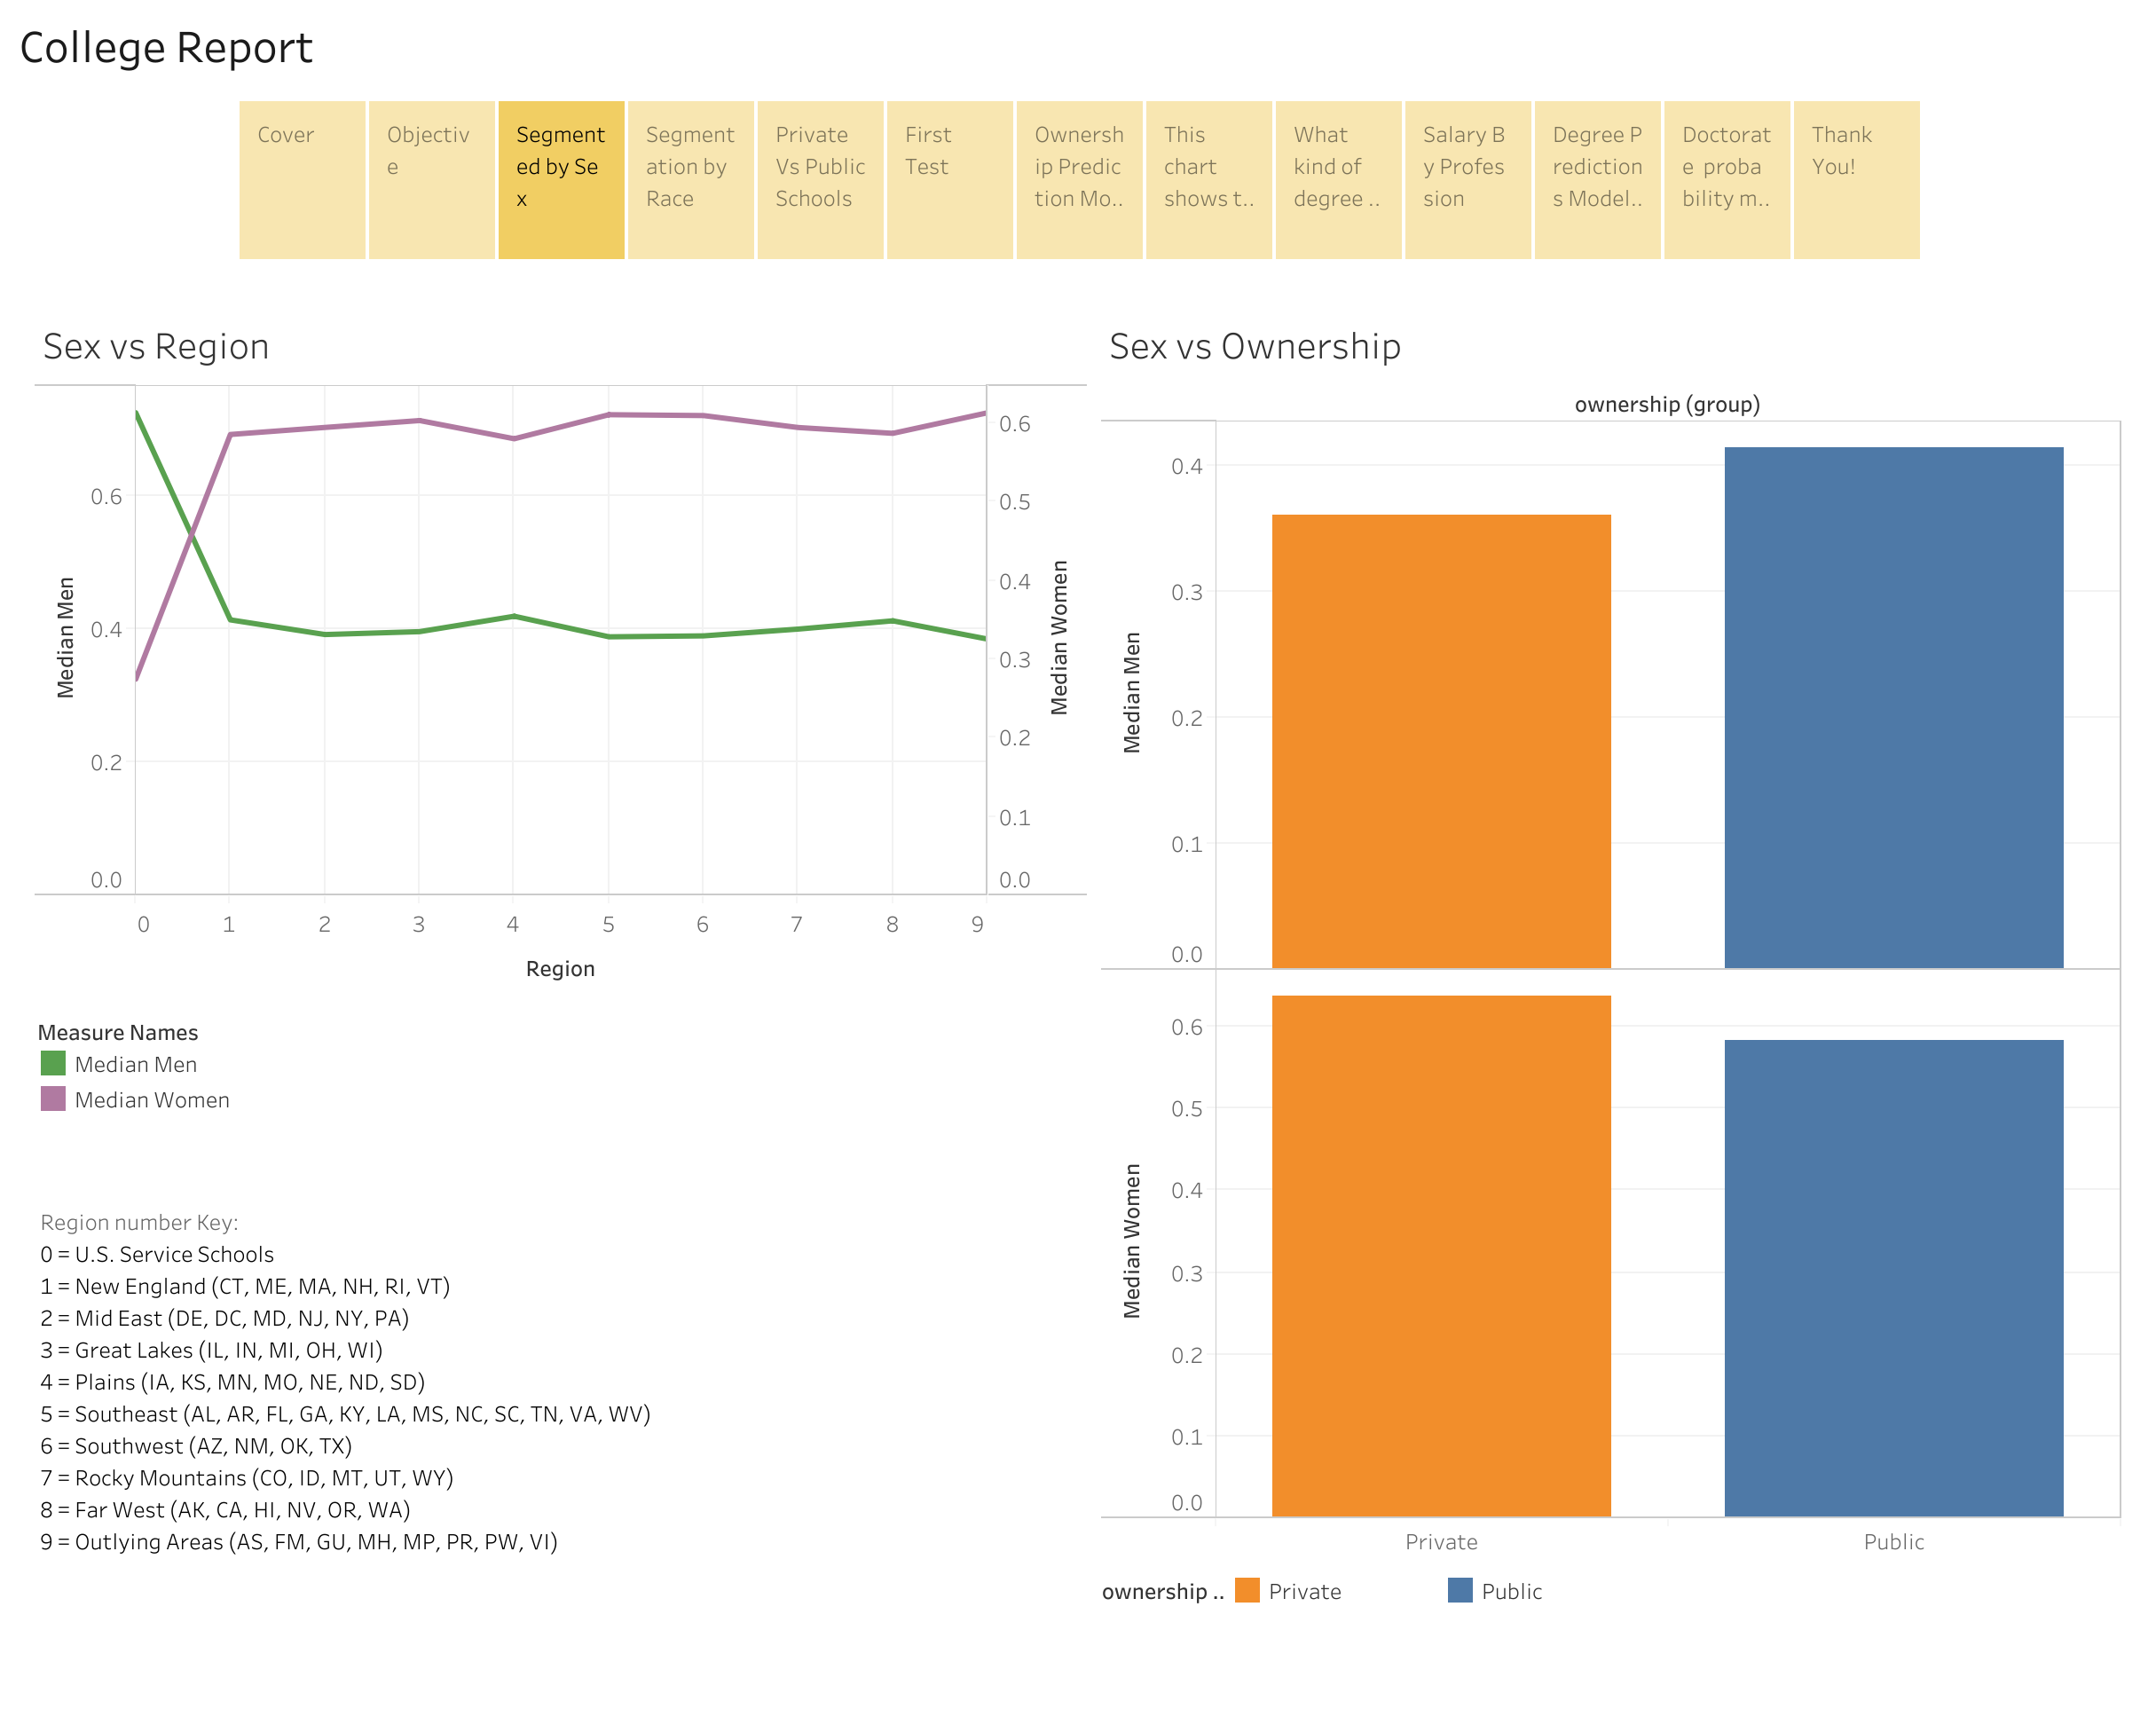 College Report
Cover
Objectiv
e
Segment
ed by Se
x
Segment
ation by
Race
Private
Vs Public
Schools
First
Test
Ownersh
ip Predic
tion Mo..
This
chart
shows t..
What
kind of
degree ..
Salary B
y Profes
sion
Degree P
rediction
s Model..
Doctorat
e proba
bility m..
Thank
You!
Sex vs Region
Median Men
0.6
0.4
0.2
0.0
0.6
0.5
0.4
0.3
0.2
0.1
0.0
Median Women
0 1 2 3 4 5 6 7 8 9
Region
Measure Names
Median Men
Median Women
Region number Key:
0 = U.S. Service Schools
1 = New England (CT, ME, MA, NH, RI, VT)
2 = Mid East (DE, DC, MD, NJ, NY, PA)
3 = Great Lakes (IL, IN, MI, OH, WI)
4 = Plains (IA, KS, MN, MO, NE, ND, SD)
5 = Southeast (AL, AR, FL, GA, KY, LA, MS, NC, SC, TN, VA, WV)
6 = Southwest (AZ, NM, OK, TX)
7 = Rocky Mountains (CO, ID, MT, UT, WY)
8 = Far West (AK, CA, HI, NV, OR, WA)
9 = Outlying Areas (AS, FM, GU, MH, MP, PR, PW, VI)
Sex vs Ownership
ownership (group)
Median Men
0.4
0.3
0.2
0.1
0.0
Median Women
0.6
0.5
0.4
0.3
0.2
0.1
0.0
Private Public
ownership .. Private Public